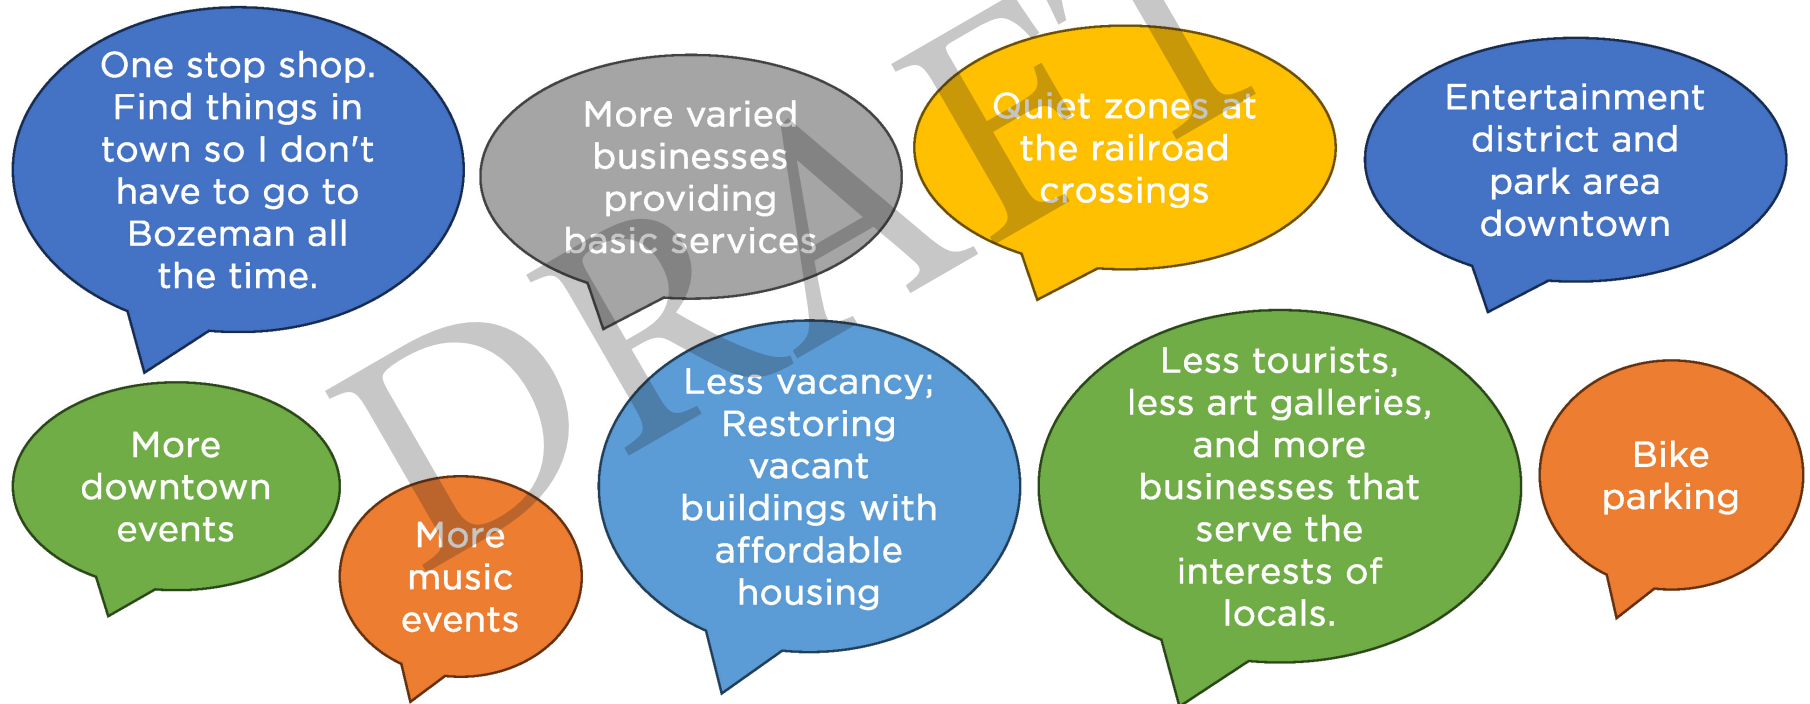 One stop shop.
Find things in
town so I don't
have to go to
Bozeman all
the time.
More varied
businesses
providing
basic services
Quiet zones at
the railroad
crossings
Entertainment
district and
park area
downtown
More
downtown
events
More
music
events
Less vacancy;
Restoring
vacant
buildings with
affordable
housing
Less tourists,
less art galleries,
and more
businesses that
serve the
interests of
locals.
Bike
parking
DRAFT